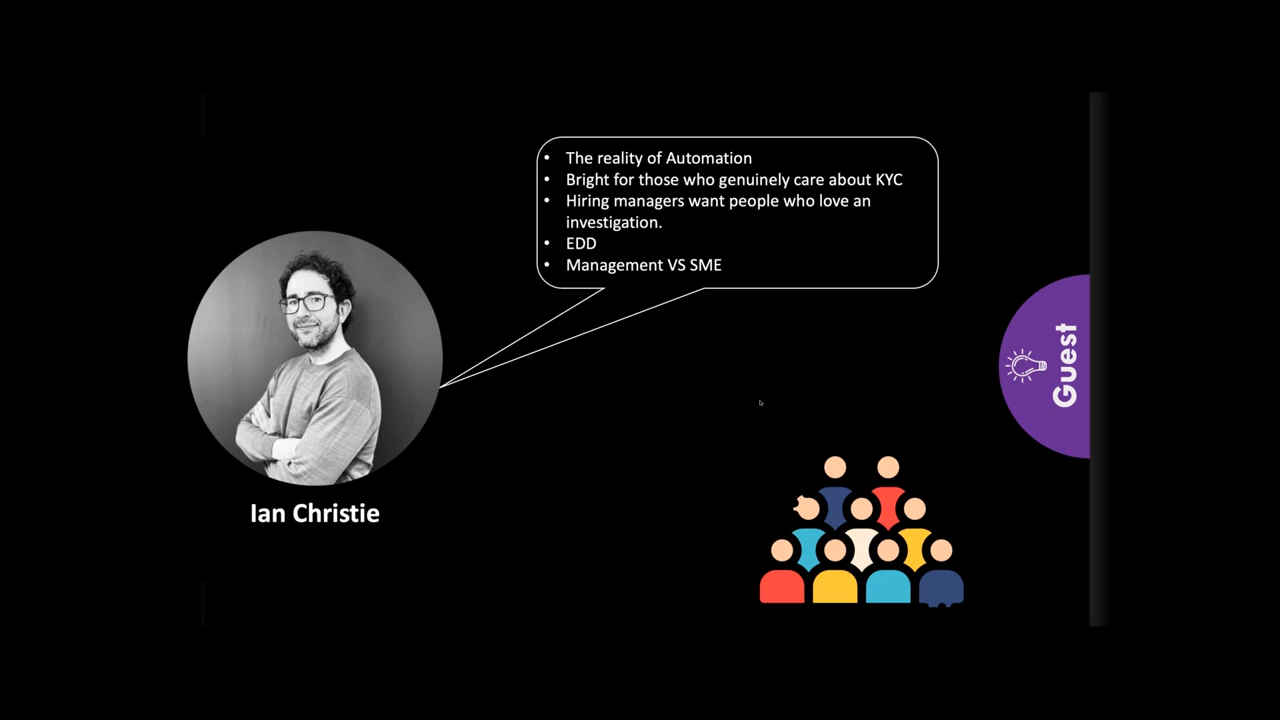 • The reality of Automation
• Bright for those who genuinely care about KYC
• Hiring managers want people who love an
investigation.
• EDD
• Management VS SME
Guest
Ian Christie